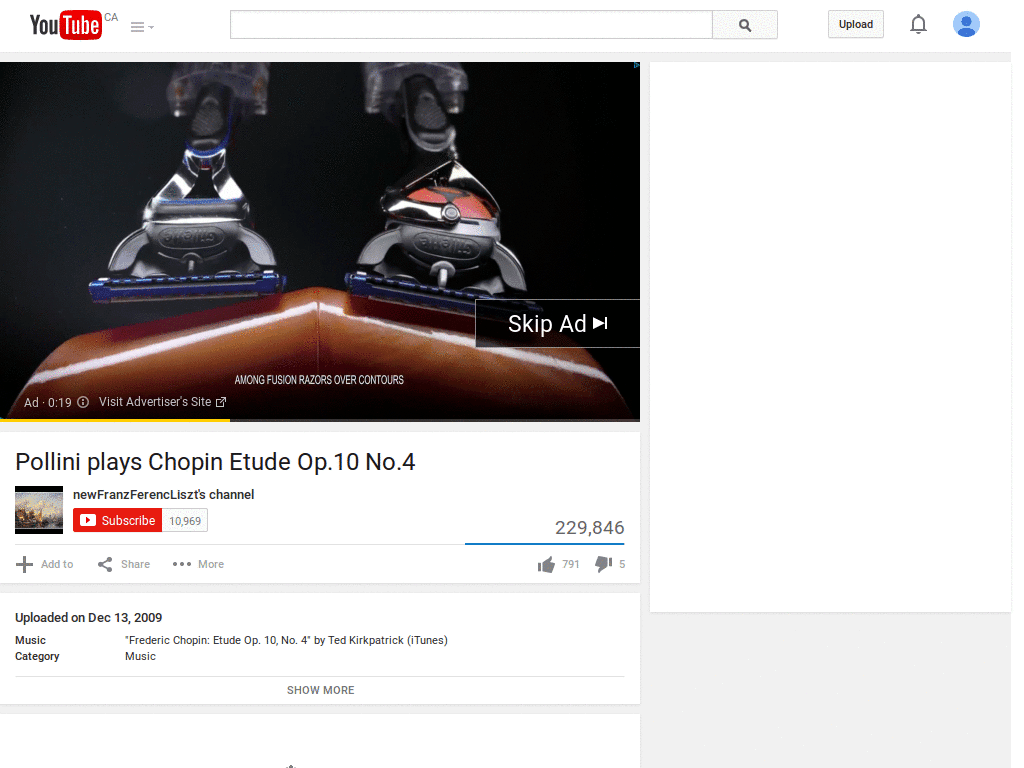 YouTube CA
Upload
Skip Ad
AMONG FUSION RAZORS OVER CONTOURS
Ad · 0:19 Visit Advertiser's Site
Pollini plays Chopin Etude Op.10 No.4
newFranzFerencLiszt's channel
Subscribe 10,969
229,846
Add to Share More 791 5
Uploaded on Dec 13, 2009
Music "Frederic Chopin: Etude Op. 10, No. 4" by Ted Kirkpatrick (iTunes)
Category Music
SHOW MORE